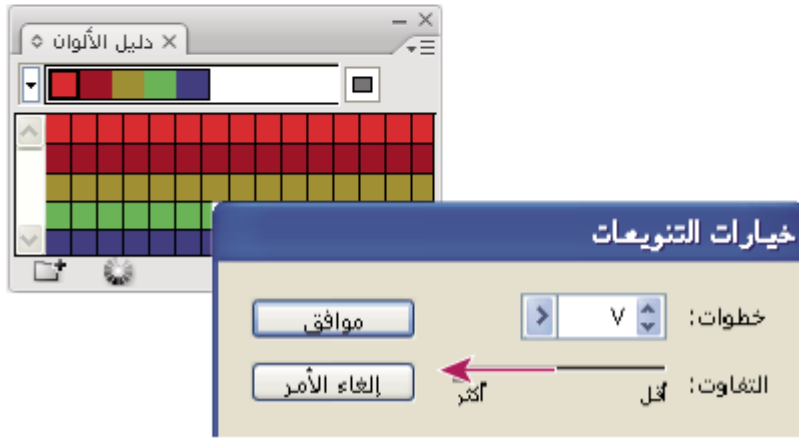 دليل الألوان
خيارات التنويعات
خطوات: ٧
موافق
التفاوت: أقل أكثر
إلغاء الأمر